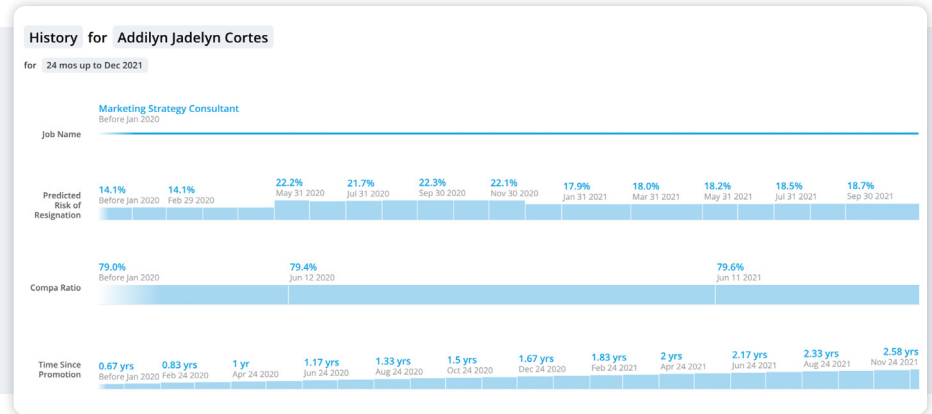 History for Addilyn Jadelyn Cortes
for 24 mos up to Dec 2021
Marketing Strategy Consultant
Before Jan 2020
Job Name
14.1% 14.1% 22.2% 21.7% 22.3% 22.1% 17.9% 18.0% 18.2% 18.5% 18.7%
Before Jan 2020 Feb 29 2020 May 31 2020 Jul 31 2020 Sep 30 2020 Nov 30 2020 Jan 31 2021 Mar 31 2021 May 31 2021 Jul 31 2021 Sep 30 2021
Predicted
Risk of
Resignation
79.0% 79.4% 79.6%
Before Jan 2020 Jun 12 2020 Jun 11 2021
Compa Ratio
0.67 yrs 0.83 yrs 1 yr 1.17 yrs 1.33 yrs 1.5 yrs 1.67 yrs 1.83 yrs 2 yrs 2.17 yrs 2.33 yrs 2.58 yrs
Before Jan 2020 Feb 24 2020 Apr 24 2020 Jun 24 2020 Aug 24 2020 Oct 24 2020 Dec 24 2020 Feb 24 2021 Apr 24 2021 Jun 24 2021 Aug 24 2021 Nov 24 2021
Time Since
Promotion